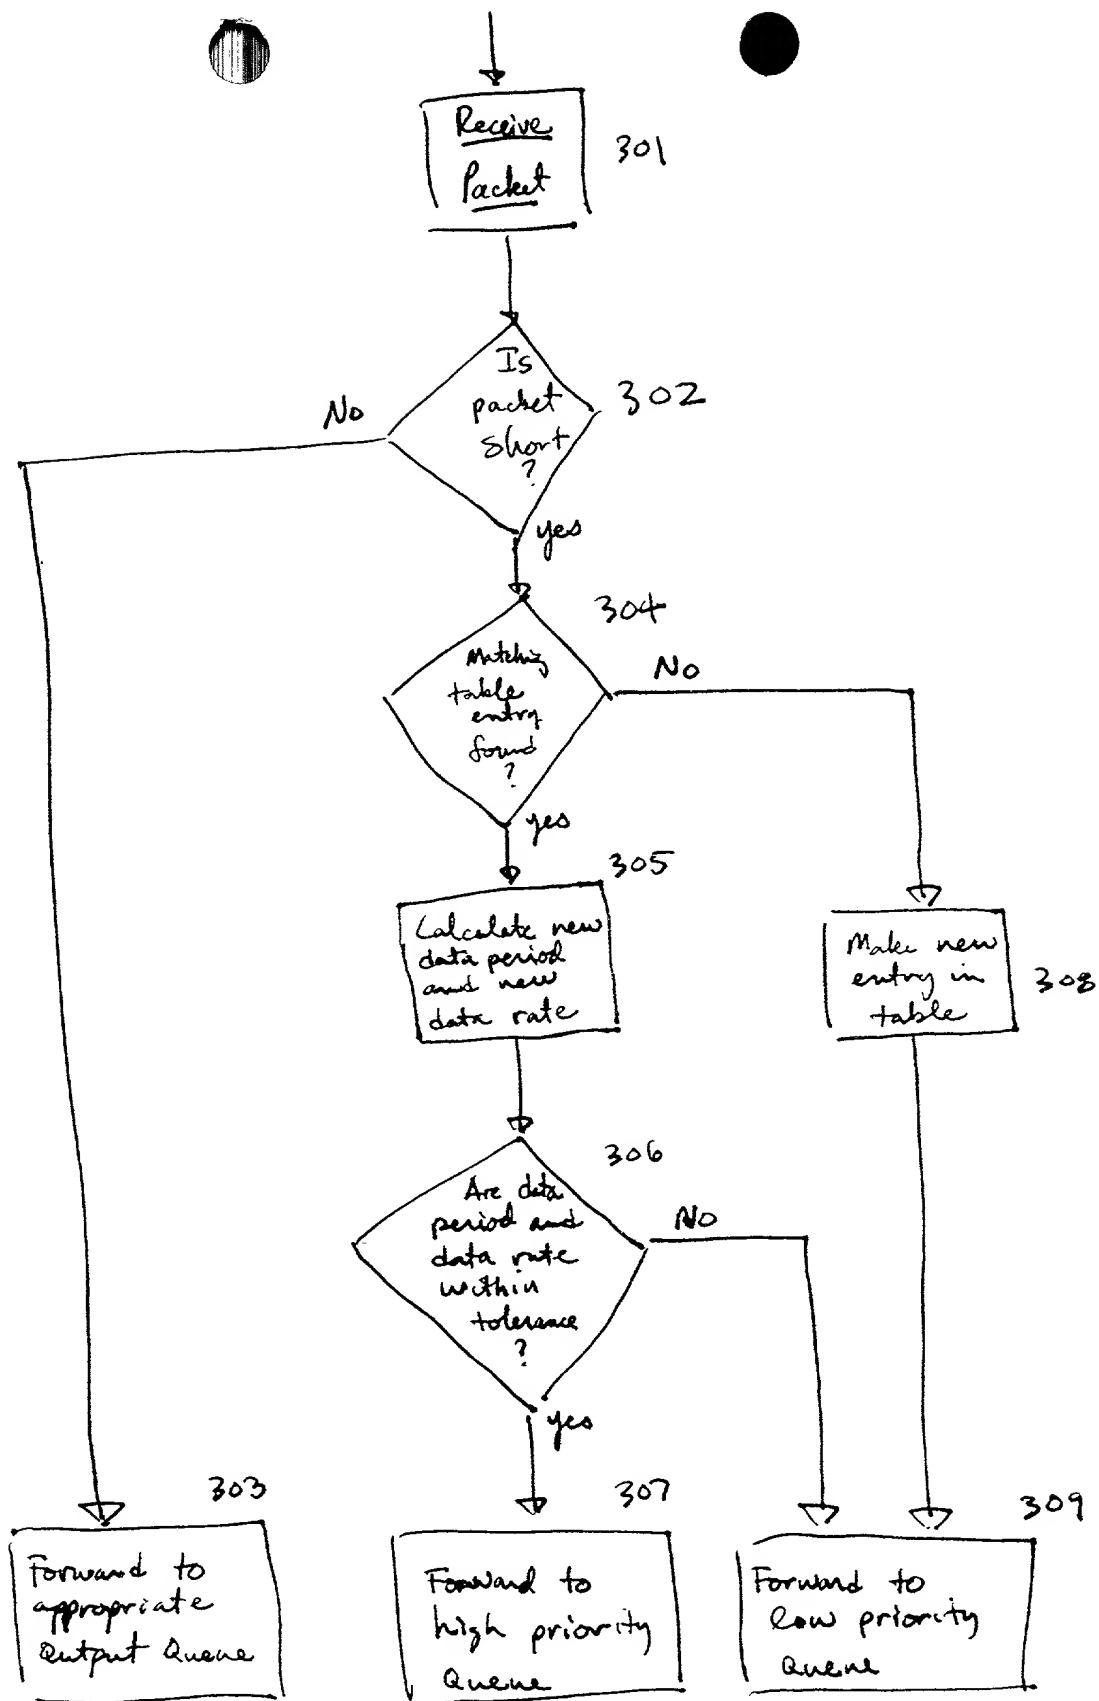 Receive
Packet
301
Is
packet
short
?
302
No
yes
304
Matching
table
entry
found
?
No
yes
305
Calculate new
data period
and new
data rate
Make new
entry in
table
308
306
Are data
period and
data rate
within
tolerance
?
No
yes
303
307
309
Forward to
appropriate
Output Queue
Forward to
high priority
Queue
Forward to
low priority
Queue